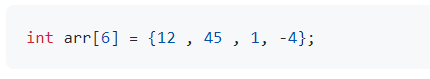 int arr[6] = {12 , 45 , 1, -4};